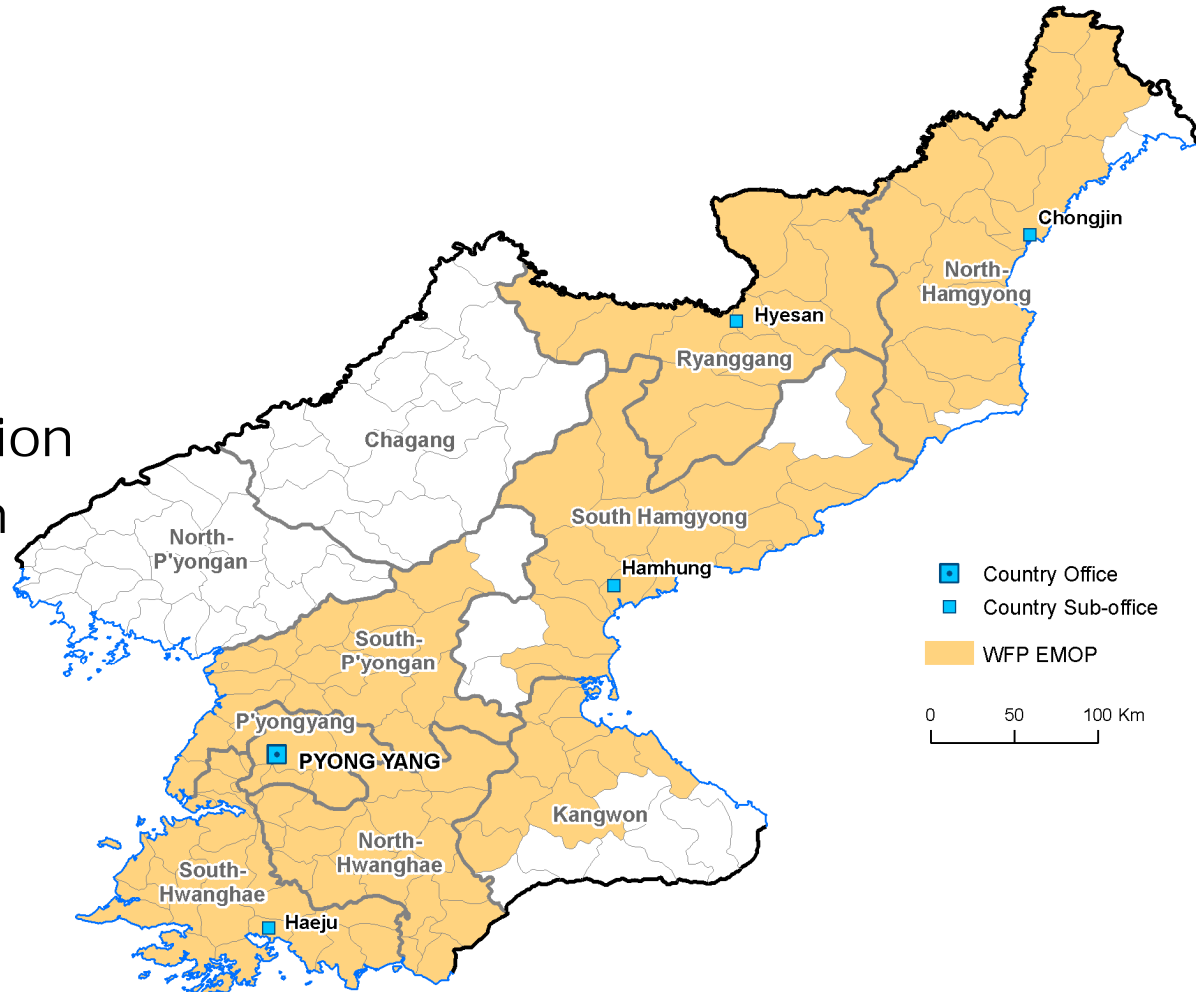 Chongjin
North-
Hamgyong
Hyesan
Ryanggang
ion
Chagang
n
South Hamgyong
North-
P'yongan
Hamhung
Country Office
Country Sub-office
WFP EMOP
South-
P'yongan
0 50 100 Km
P'yongyang
PYONG YANG
Kangwon
North-
Hwanghae
South-
Hwanghae
Haeju